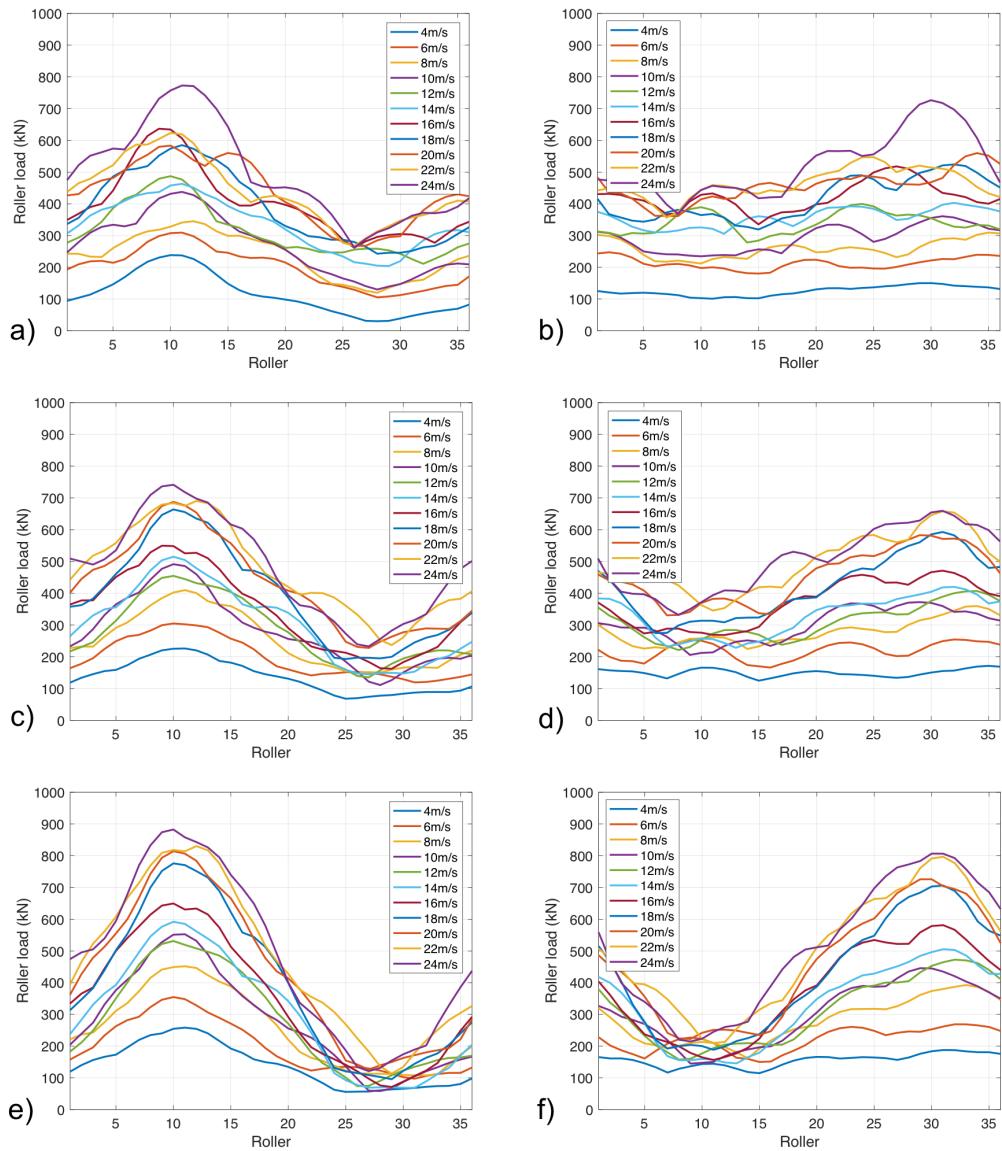 a)
1000
900
800
700
600
500
400
300
200
100
0
Roller load (kN)
5
10
15
20
25
30
35
Roller
4m/s
6m/s
8m/s
10m/s
12m/s
14m/s
16m/s
18m/s
20m/s
22m/s
24m/s
b)
1000
900
800
700
600
500
400
300
200
100
0
Roller load (kN)
5
10
15
20
25
30
35
Roller
4m/s
6m/s
8m/s
10m/s
12m/s
14m/s
16m/s
18m/s
20m/s
22m/s
24m/s
c)
1000
900
800
700
600
500
400
300
200
100
0
Roller load (kN)
5
10
15
20
25
30
35
Roller
4m/s
6m/s
8m/s
10m/s
12m/s
14m/s
16m/s
18m/s
20m/s
22m/s
24m/s
d)
1000
900
800
700
600
500
400
300
200
100
0
Roller load (kN)
5
10
15
20
25
30
35
Roller
4m/s
6m/s
8m/s
10m/s
12m/s
14m/s
16m/s
18m/s
20m/s
22m/s
24m/s
e)
1000
900
800
700
600
500
400
300
200
100
0
Roller load (kN)
5
10
15
20
25
30
35
Roller
4m/s
6m/s
8m/s
10m/s
12m/s
14m/s
16m/s
18m/s
20m/s
22m/s
24m/s
f)
1000
900
800
700
600
500
400
300
200
100
0
Roller load (kN)
5
10
15
20
25
30
35
Roller
4m/s
6m/s
8m/s
10m/s
12m/s
14m/s
16m/s
18m/s
20m/s
22m/s
24m/s